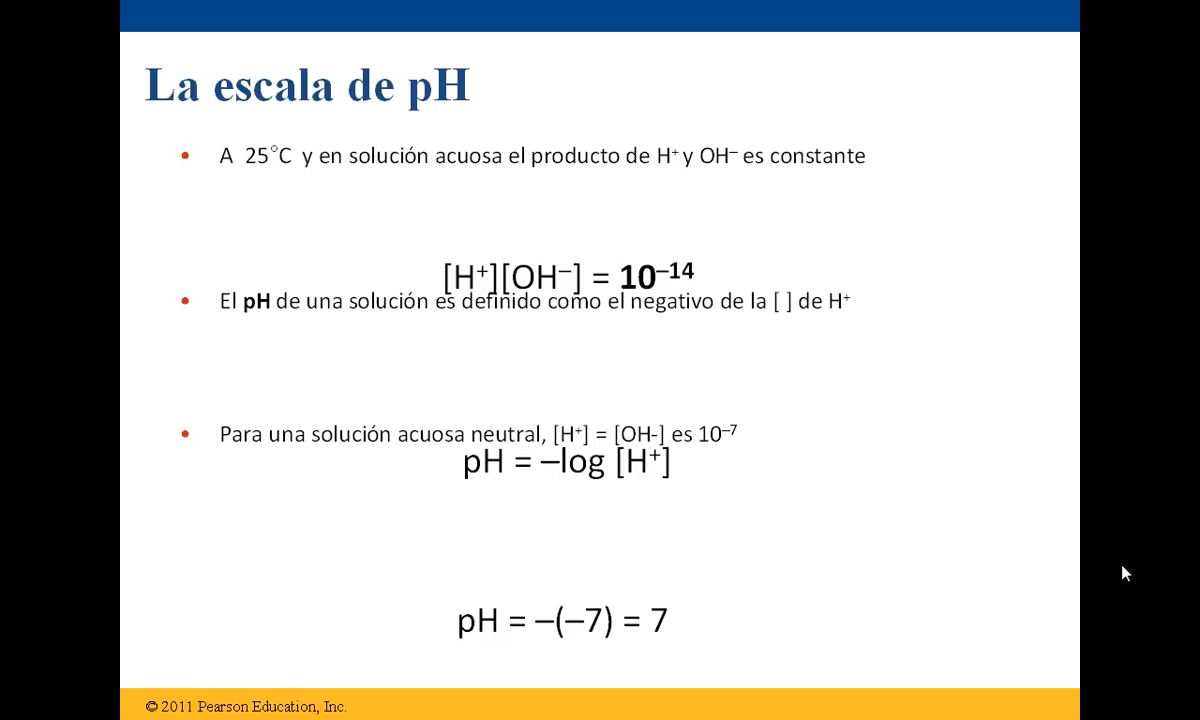 La escala de pH
• A 25°C y en solución acuosa el producto de H⁺ y OH⁻ es constante
[H⁺][OH⁻] = 10⁻¹⁴
• El pH de una solución es definido como el negativo de la [ ] de H⁺
• Para una solución acuosa neutral, [H⁺] = [OH-] es 10⁻⁷
pH = –log [H⁺]
pH = –(–7) = 7
© 2011 Pearson Education, Inc.